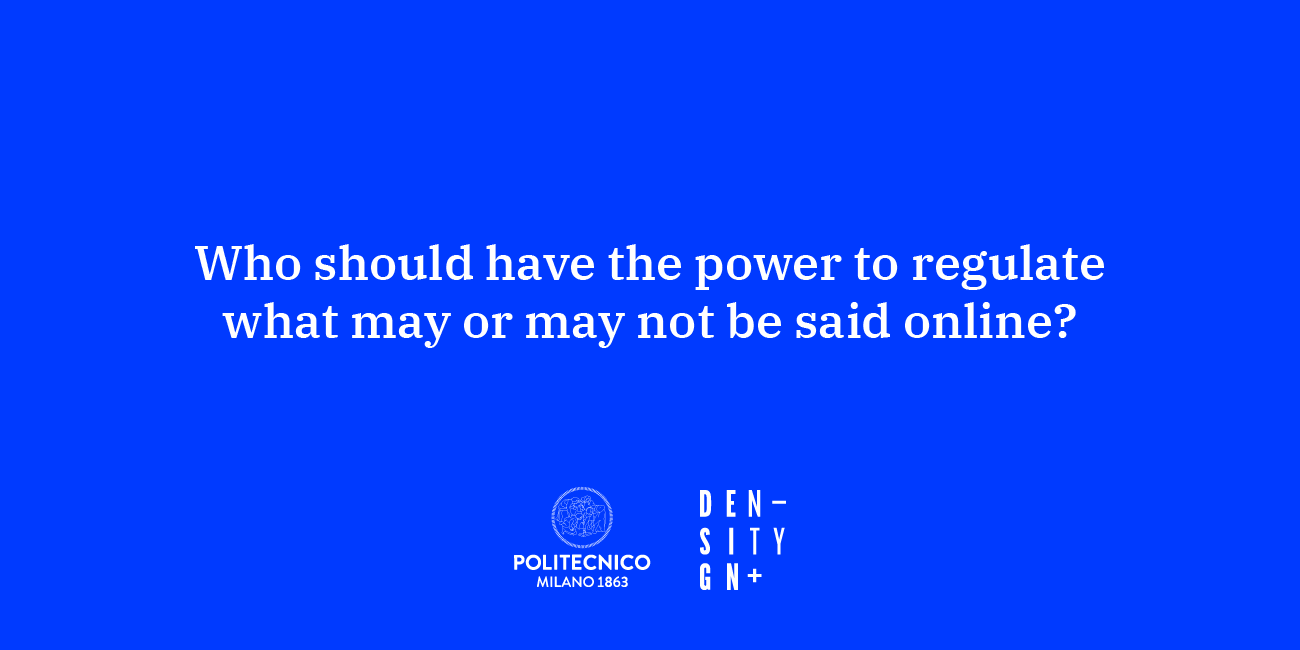 Who should have the power to regulate
what may or may not be said online?
POLITECNICO
MILANO 1863
DEN–
SITY
GN+